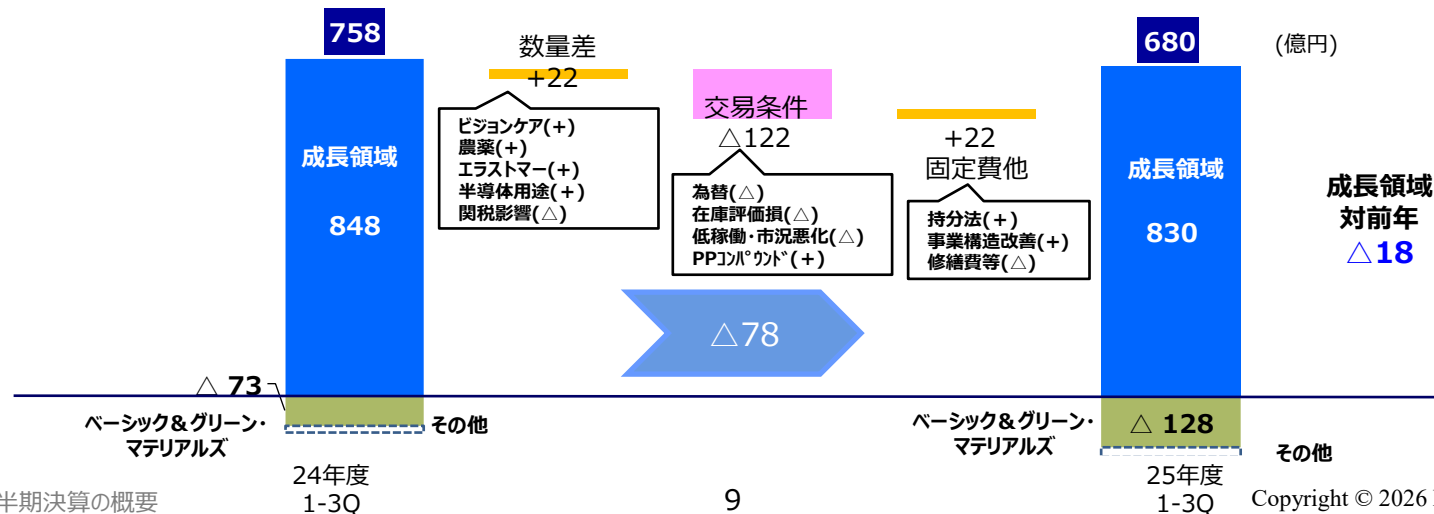 758
数量差
+22
ビジョンケア(+)
農薬(+)
エラストマー(+)
半導体用途(+)
関税影響(△)
交易条件
△122
為替(△)
在庫評価損(△)
低稼働・市況悪化(△)
PPｺﾝﾊﾟｳﾝﾄﾞ(+)
+22
固定費他
持分法(+)
事業構造改善(+)
修繕費等(△)
680
(億円)
成長領域
848
成長領域
830
成長領域
対前年
△18
△78
△ 73
ベーシック&グリーン・
マテリアルズ
その他
ベーシック&グリーン・
マテリアルズ
△ 128
その他
24年度
1-3Q
25年度
1-3Q
半期決算の概要
9
Copyright © 2026